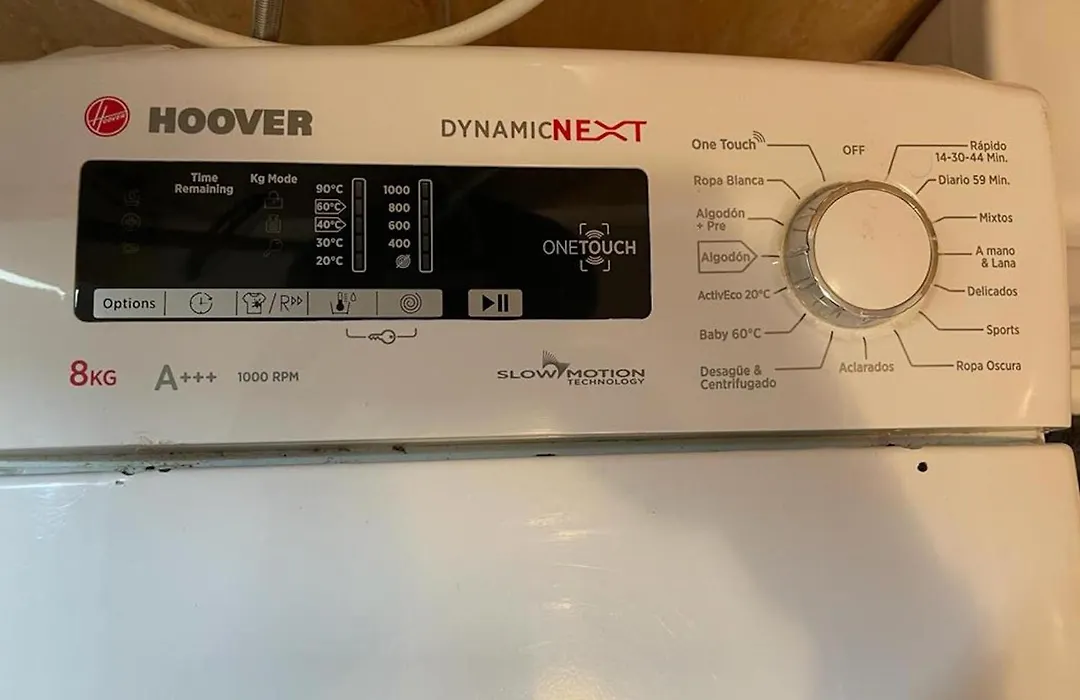 Hoover
HOOVER
DYNAMICNEXT
Time
Remaining
Kg Mode
90°C
60°C
40°C
30°C
20°C
1000
800
600
400
ONETOUCH
Options
/R
8KG
A+++
1000 RPM
SLOW MOTION
TECHNOLOGY
One Touch
Ropa Blanca
Algodón
+ Pre
Algodón
ActivEco 20°C
Baby 60°C
Desagüe &
Centrifugado
Aclarados
OFF
Rápido
14-30-44 Min.
Diario 59 Min.
Mixtos
A mano
& Lana
Delicados
Sports
Ropa Oscura